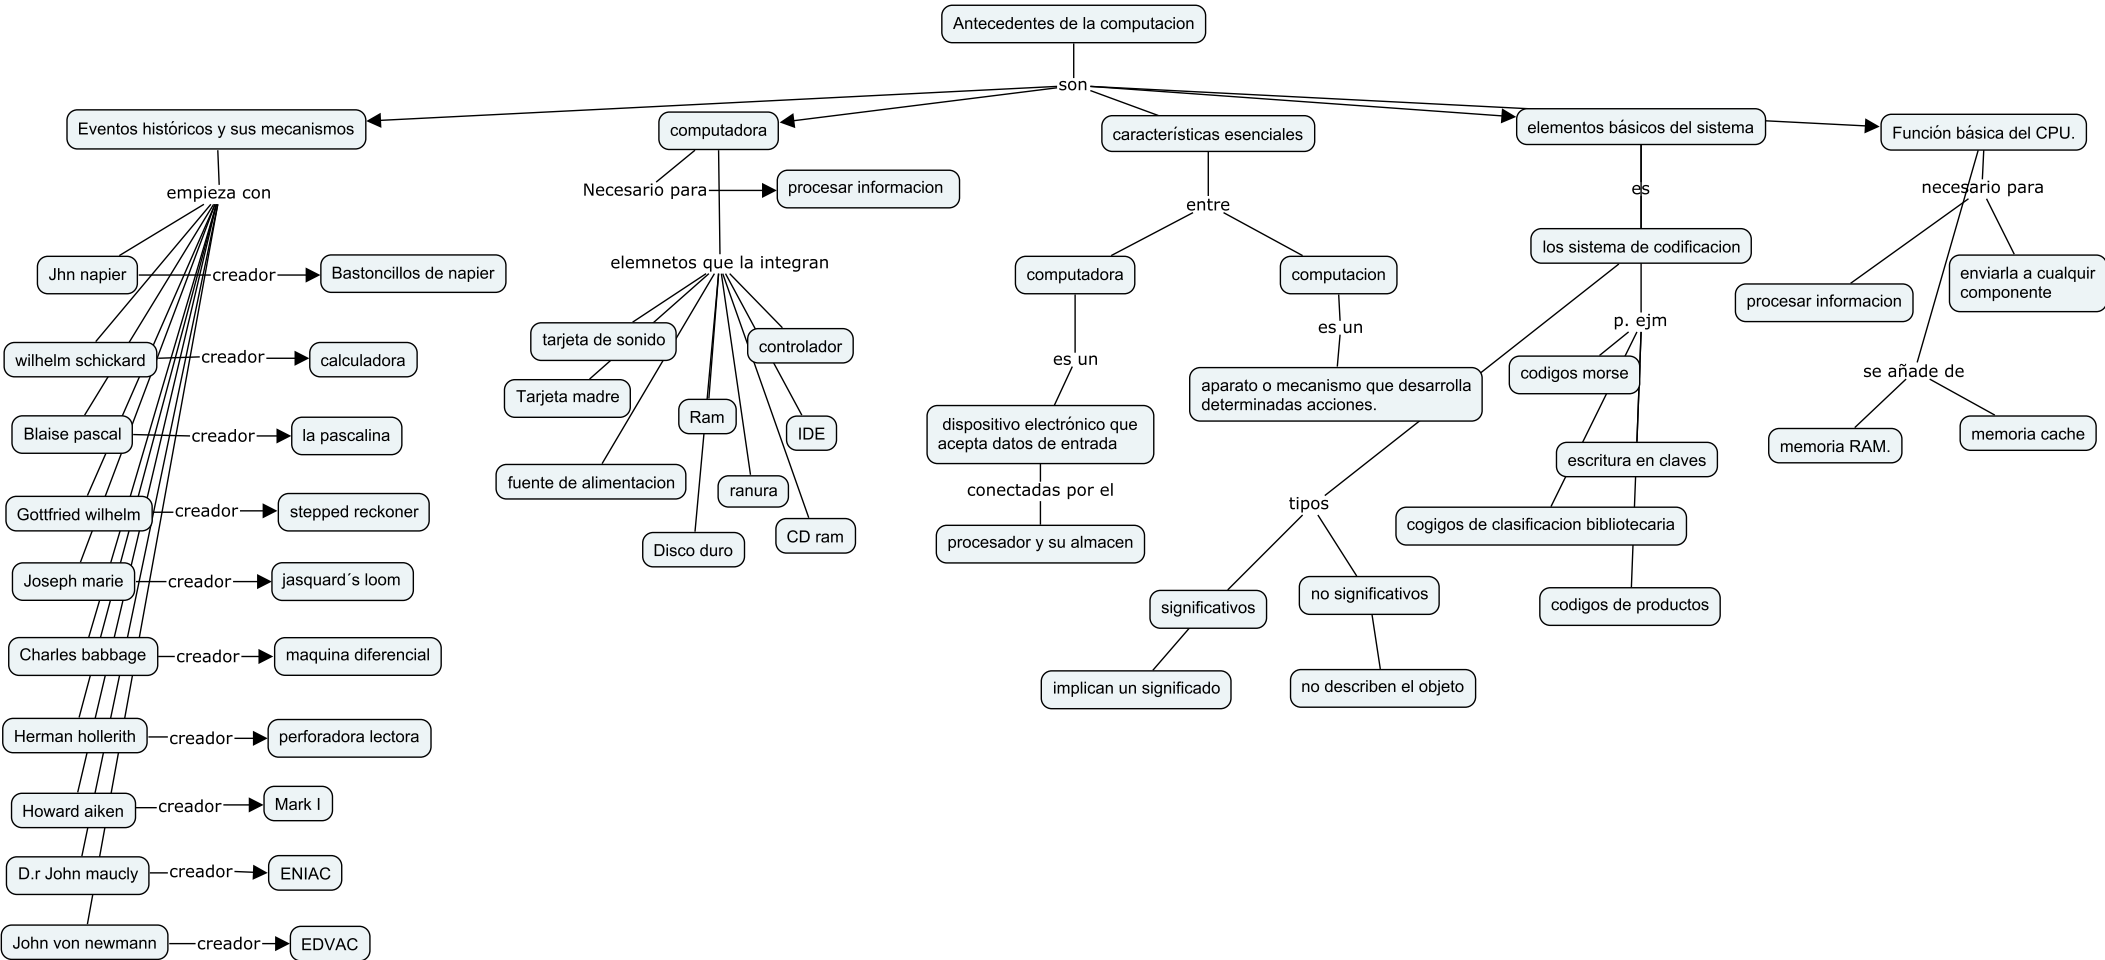 Antecedentes de la computacion
son
Eventos históricos y sus mecanismos
empieza con
Jhn napier
creador
Bastoncillos de napier
wilhelm schickard
creador
calculadora
Blaise pascal
creador
la pascalina
Gottfried wilhelm
creador
stepped reckoner
Joseph marie
creador
jasquard´s loom
Charles babbage
creador
maquina diferencial
Herman hollerith
creador
perforadora lectora
Howard aiken
creador
Mark I
D.r John maucly
creador
ENIAC
John von newmann
creador
EDVAC
computadora
Necesario para
procesar informacion
elemnetos que la integran
tarjeta de sonido
controlador
Tarjeta madre
Ram
IDE
fuente de alimentacion
ranura
Disco duro
CD ram
características esenciales
entre
computadora
es un
dispositivo electrónico que
acepta datos de entrada
conectadas por el
procesador y su almacen
computacion
es un
aparato o mecanismo que desarrolla
determinadas acciones.
elementos básicos del sistema
es
los sistema de codificacion
p. ejm
codigos morse
escritura en claves
cogigos de clasificacion bibliotecaria
codigos de productos
tipos
significativos
implican un significado
no significativos
no describen el objeto
Función básica del CPU.
necesario para
procesar informacion
enviarla a cualquir
componente
se añade de
memoria RAM.
memoria cache